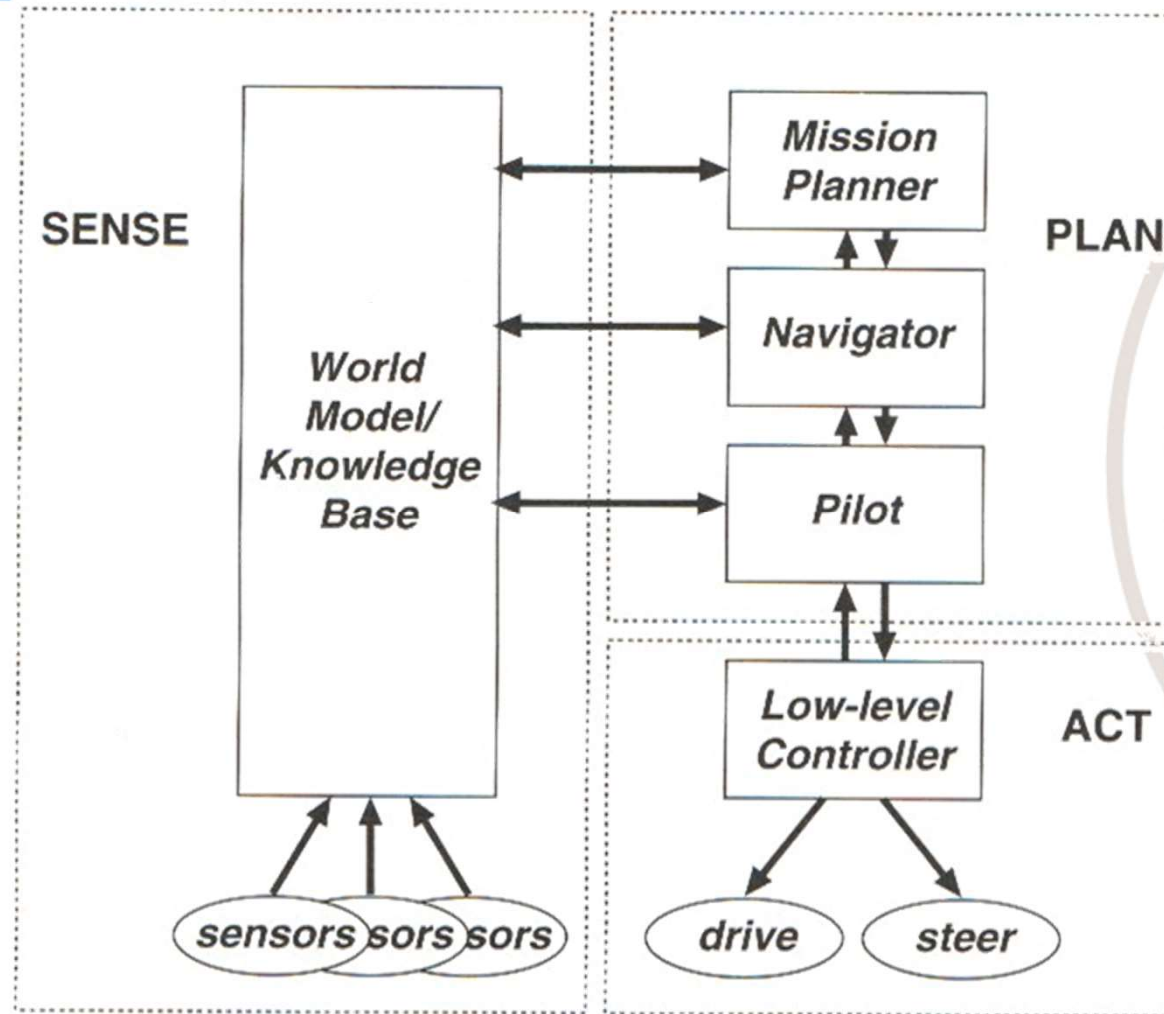 SENSE
World
Model/
Knowledge
Base
sensors sors sors
PLAN
Mission
Planner
Navigator
Pilot
ACT
Low-level
Controller
drive
steer